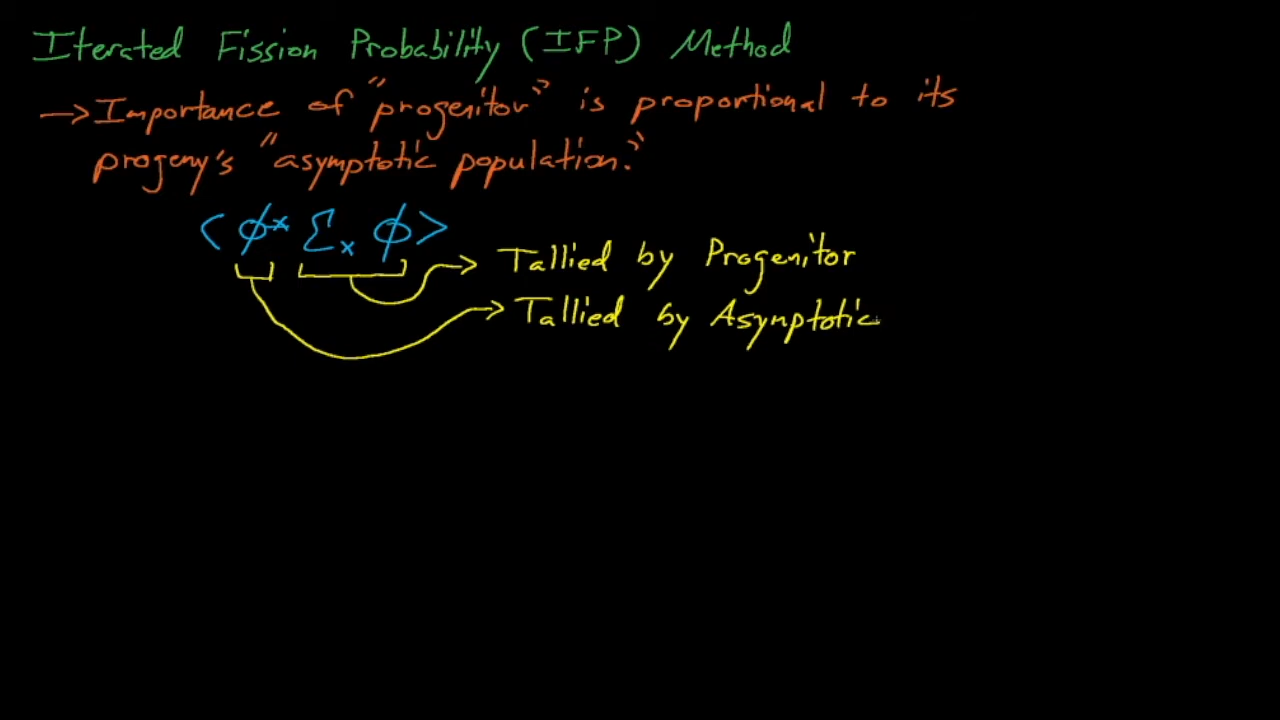 Iterated Fission Probability (IFP) Method
→ Importance of "progenitor" is proportional to its
progeny's "asymptotic population."
< ϕ* Σₓ ϕ >
→ Tallied by Progenitor
→ Tallied by Asymptotic